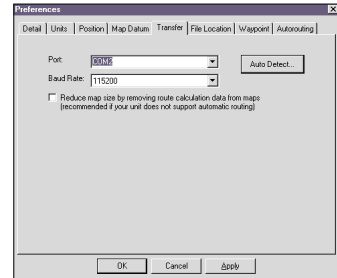 Preferences
Detail Units Position Map Datum Transfer File Location Waypoint Autorouting
Port: COM2 Auto Detect...
Baud Rate: 115200
Reduce map size by removing route calculation data from maps
(recommended if your unit does not support automatic routing)
OK Cancel Apply